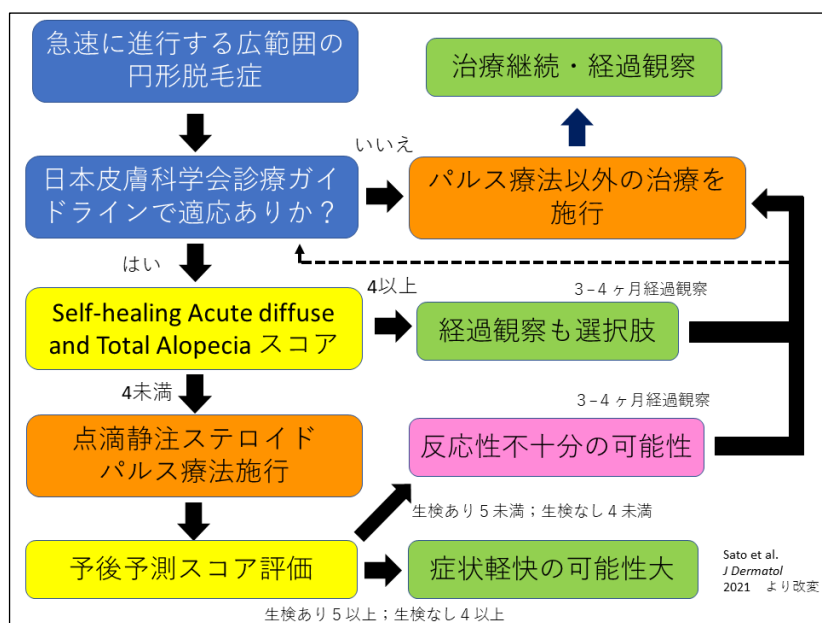 急速に進行する広範囲の
円形脱毛症
治療継続・経過観察
いいえ
日本皮膚科学会診療ガイ
ドラインで適応ありか？
パルス療法以外の治療を
施行
はい
4以上
3–4 ヶ月経過観察
Self-healing Acute diffuse
and Total Alopecia スコア
経過観察も選択肢
4未満
3–4 ヶ月経過観察
点滴静注ステロイド
パルス療法施行
反応性不十分の可能性
生検あり 5 未満；生検なし 4 未満
予後予測スコア評価
症状軽快の可能性大
生検あり 5 以上；生検なし 4 以上
Sato et al.
J Dermatol
2021 より改変